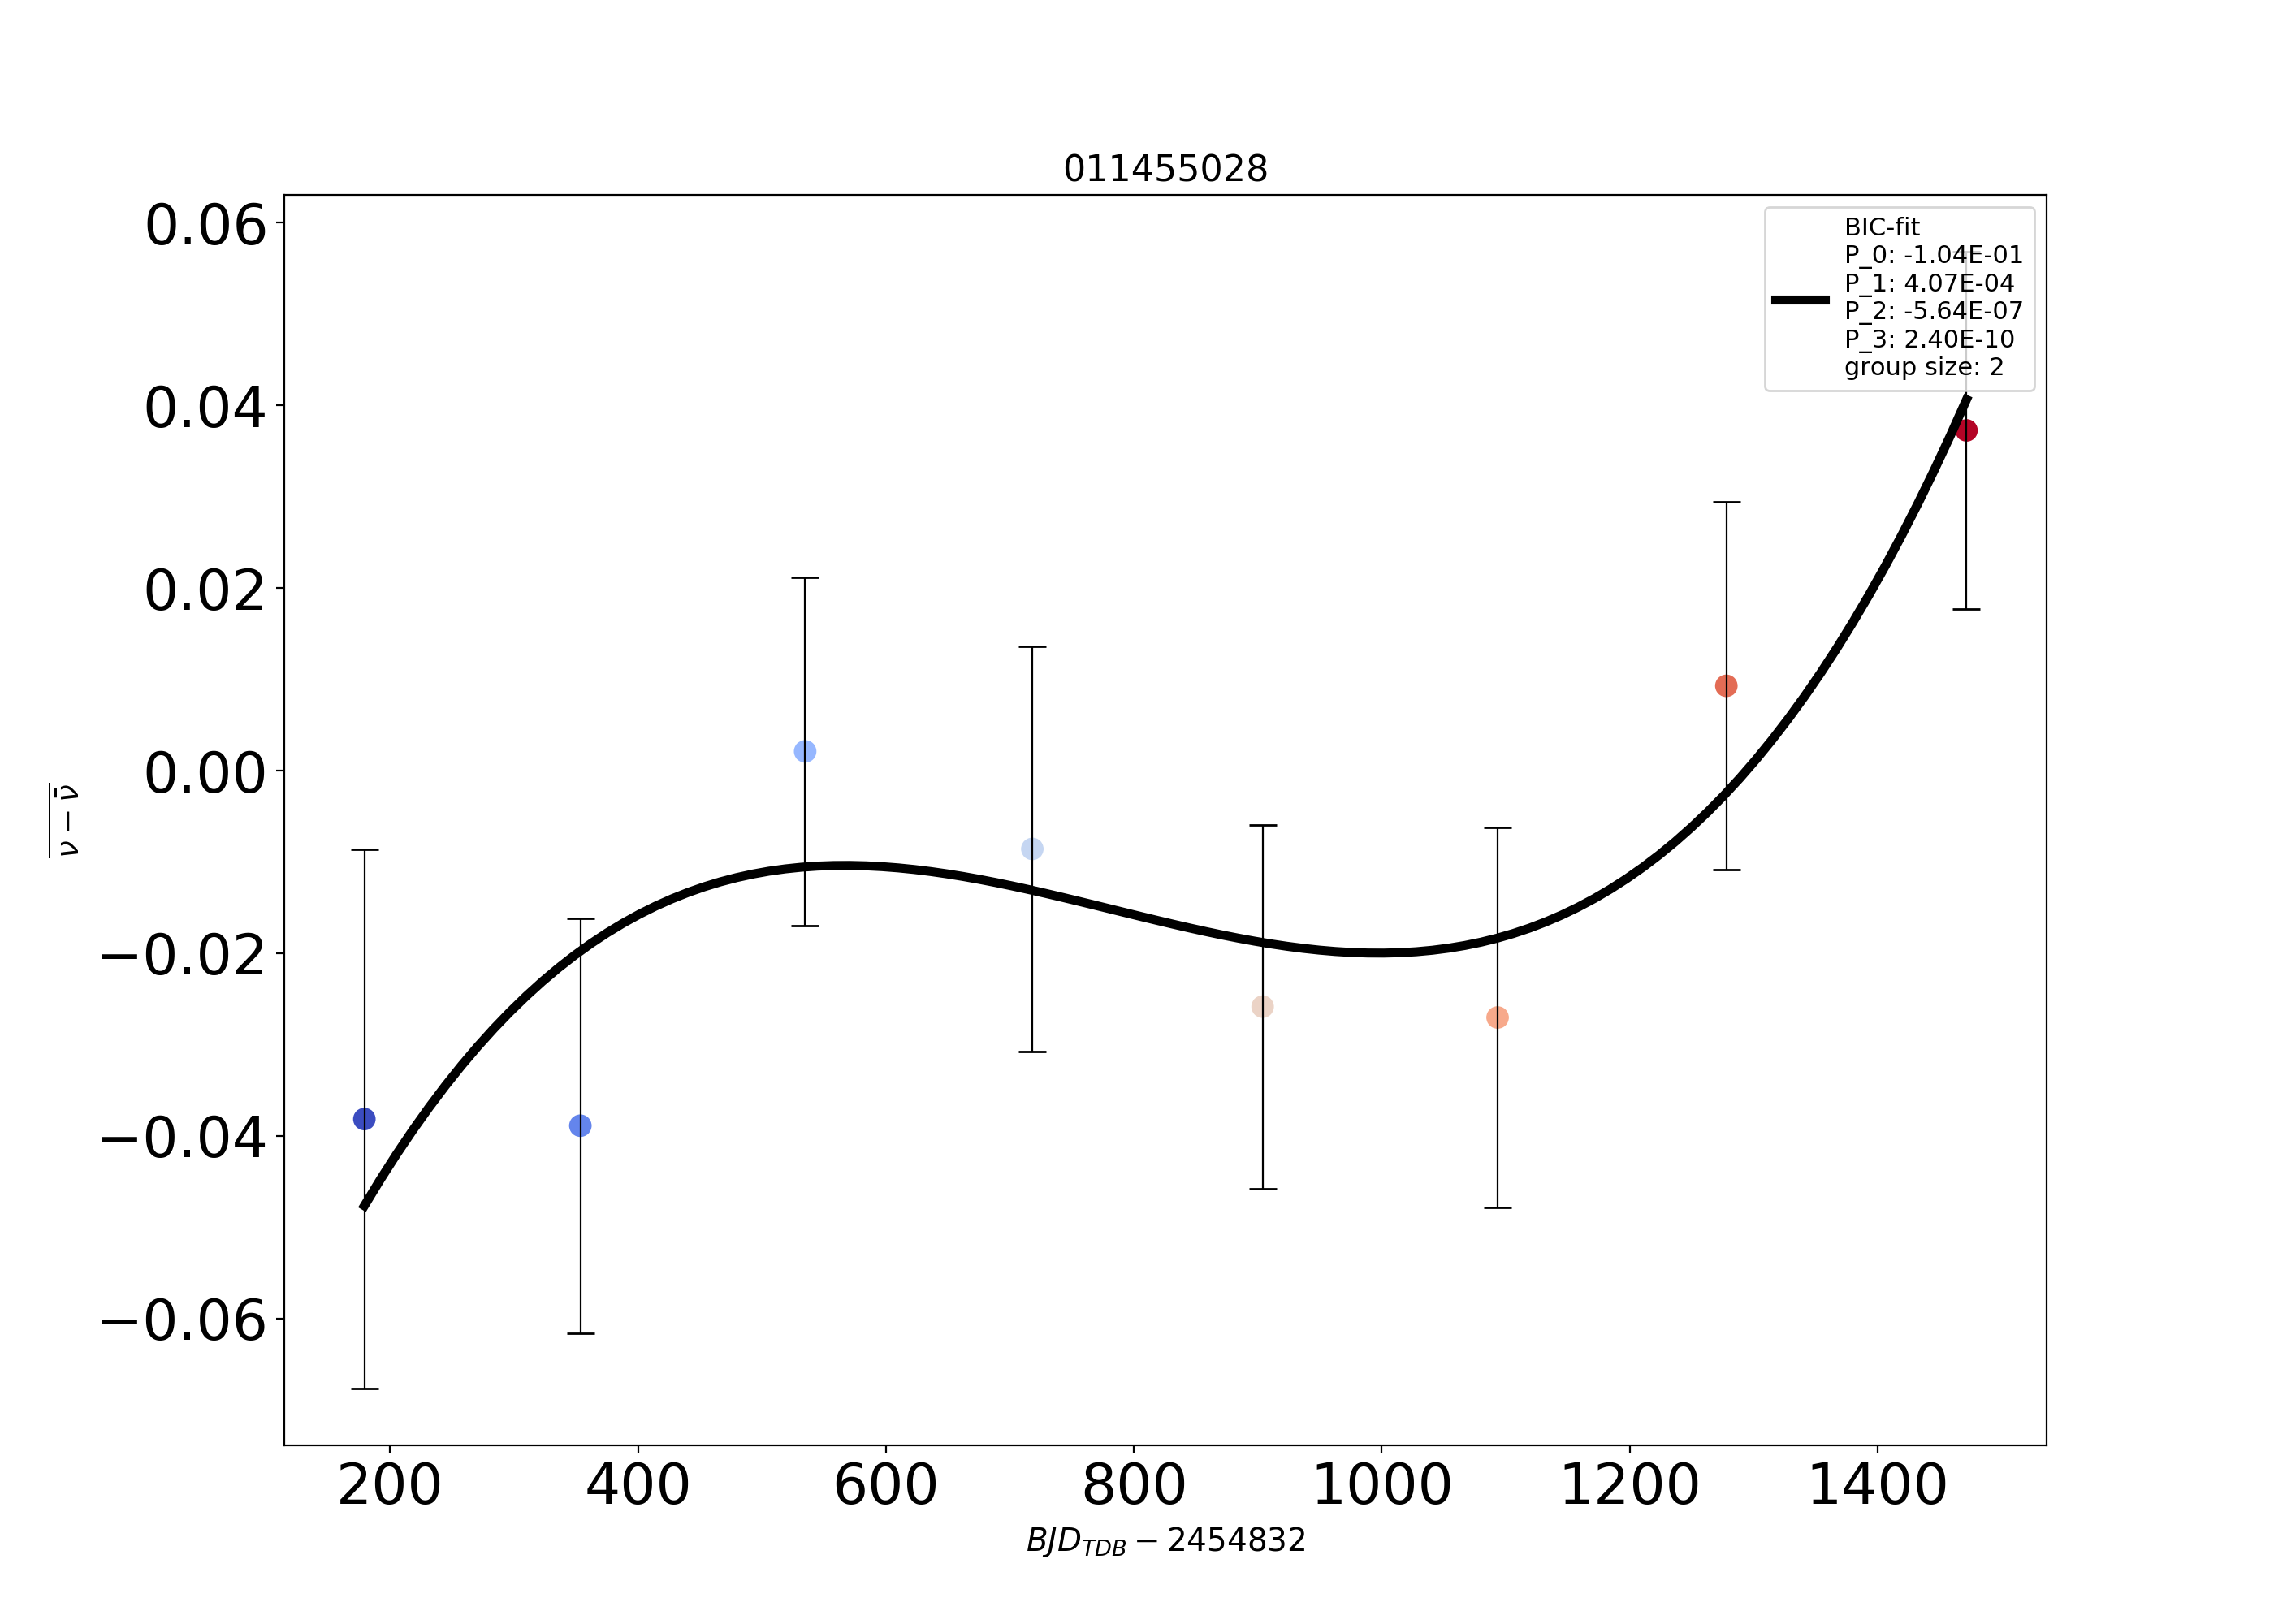 011455028
BIC-fit
P_0: -1.04E-01
P_1: 4.07E-04
P_2: -5.64E-07
P_3: 2.40E-10
group size: 2
0.06
0.04
0.02
0.00
−0.02
−0.04
−0.06
ν − ν̄
200 400 600 800 1000 1200 1400
BJD_TDB − 2454832